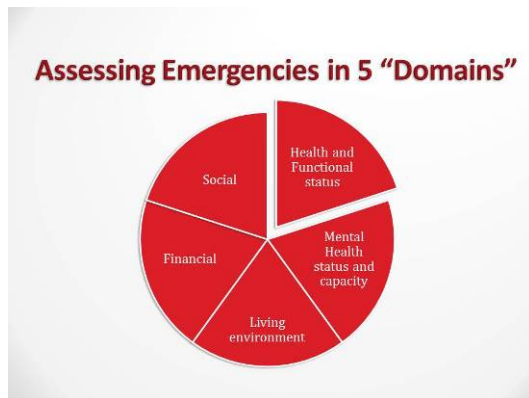 Assessing Emergencies in 5 “Domains”
Health and
Functional
status
Mental
Health
status and
capacity
Living
environment
Financial
Social